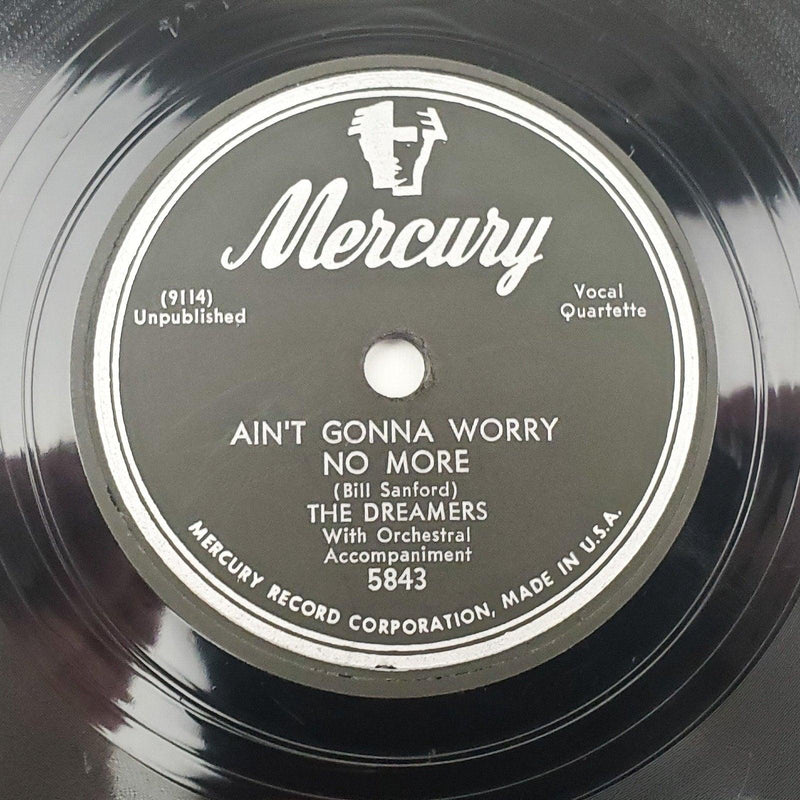 Mercury
(9114)
Unpublished
Vocal
Quartette
AIN'T GONNA WORRY
NO MORE
(Bill Sanford)
THE DREAMERS
With Orchestral
Accompaniment
5843
MERCURY RECORD CORPORATION, MADE IN U.S.A.